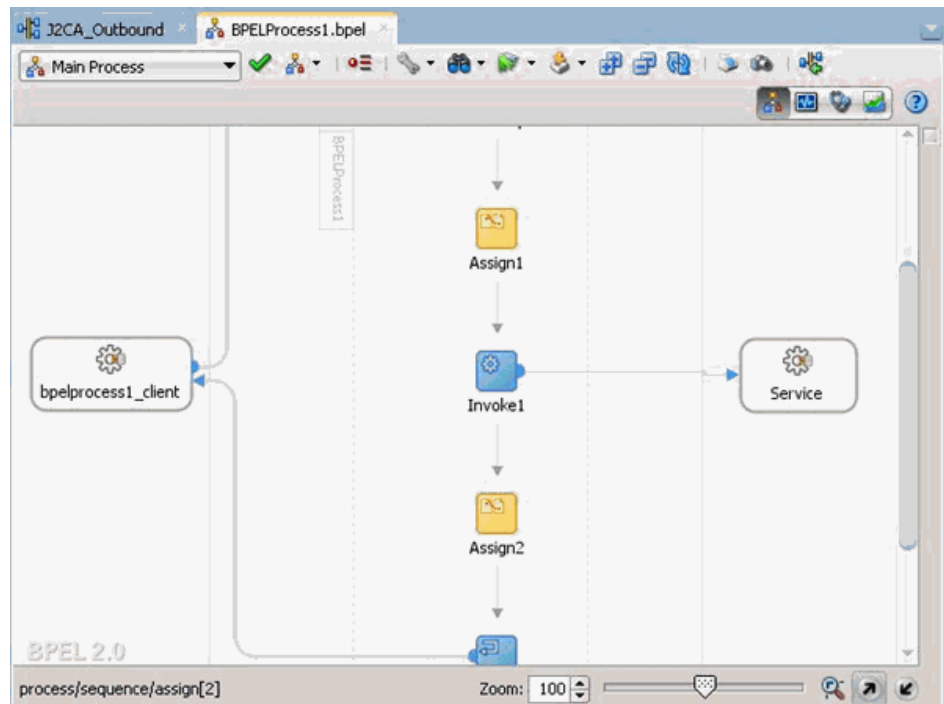 J2CA_Outbound
BPELProcess1.bpel
Main Process
BPELProcess1
Assign1
bpelprocess1_client
Invoke1
Service
Assign2
BPEL 2.0
process/sequence/assign[2]
Zoom: 100